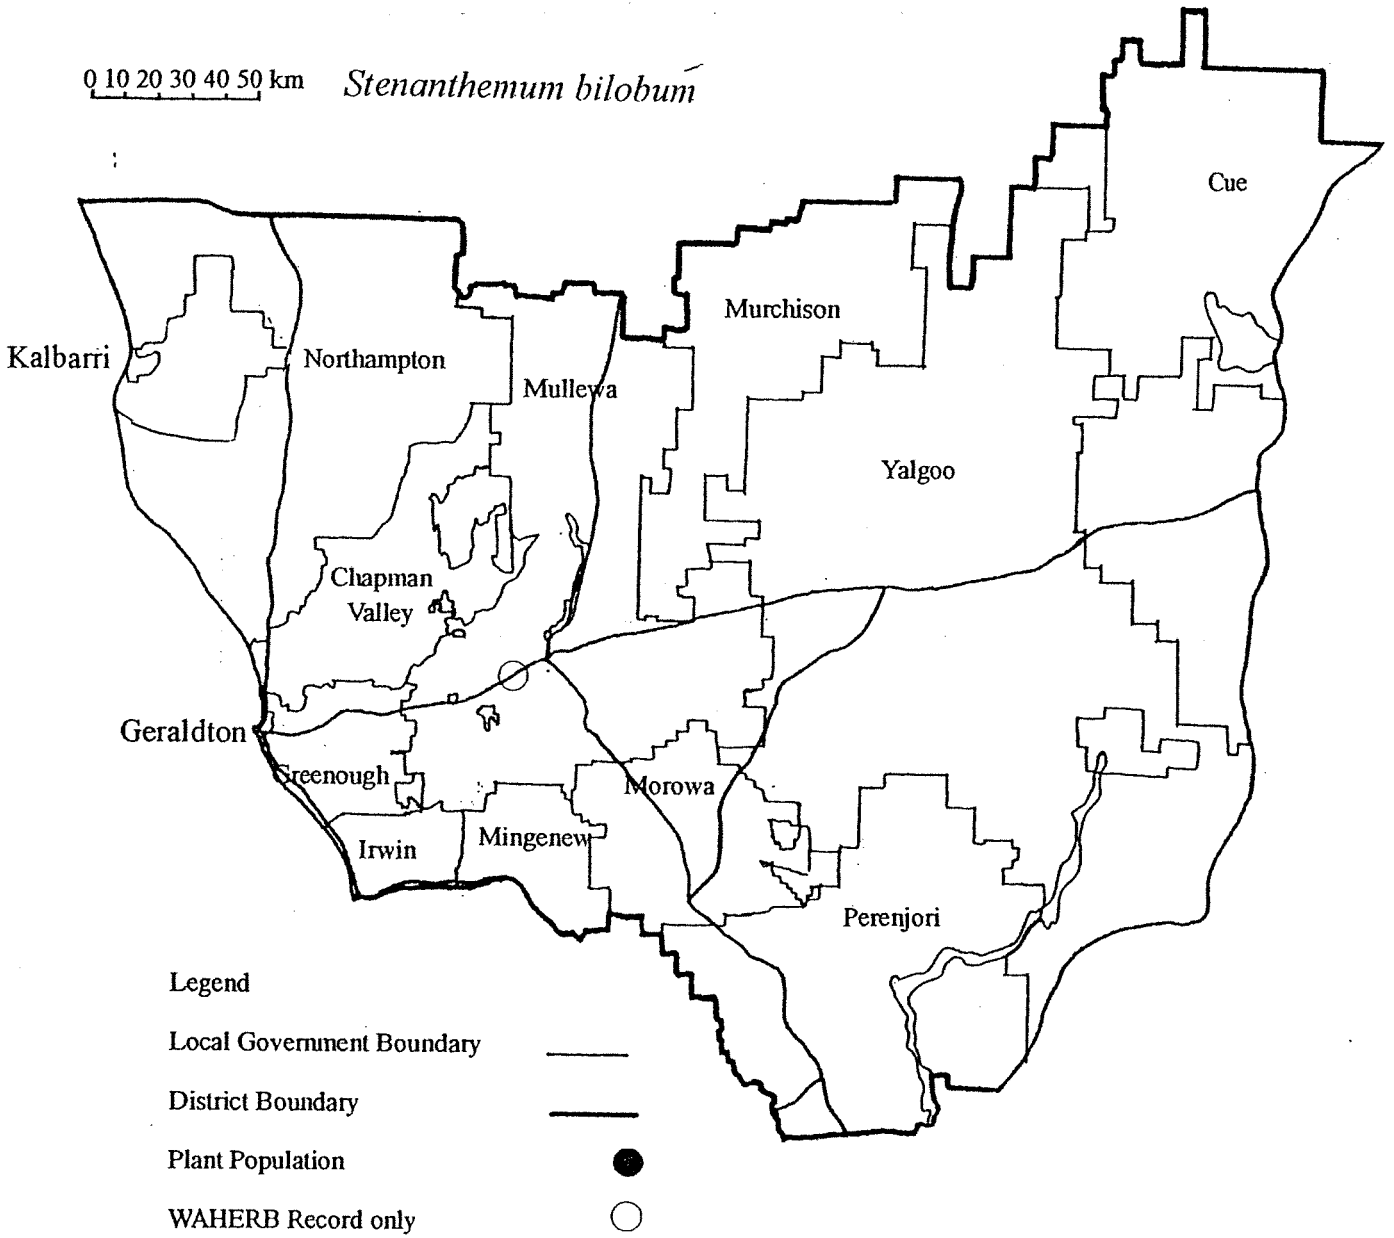 0 10 20 30 40 50 km
Stenanthemum bilobum
Cue
Murchison
Kalbarri
Northampton
Mullewa
Yalgoo
Chapman
Valley
Geraldton
Greenough
Morowa
Irwin
Mingenew
Perenjori
Legend
Local Government Boundary
District Boundary
Plant Population
WAHERB Record only